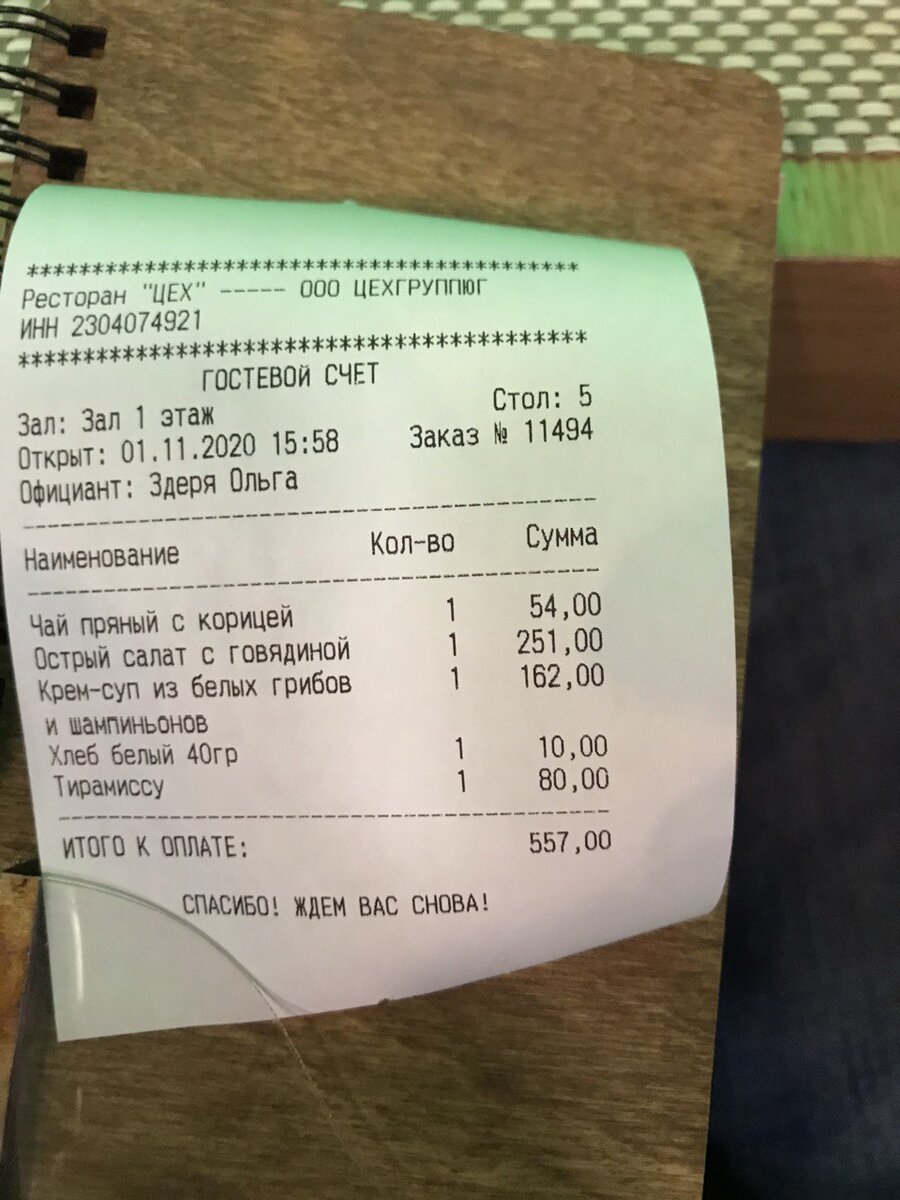 *******************************************
Ресторан "ЦЕХ" ----- ООО ЦЕХГРУППЮГ
ИНН 2304074921
*******************************************
ГОСТЕВОЙ СЧЕТ
Зал: Зал 1 этаж Стол: 5
Открыт: 01.11.2020 15:58 Заказ № 11494
Официант: Здеря Ольга
Наименование Кол-во Сумма
Чай пряный с корицей 1 54,00
Острый салат с говядиной 1 251,00
Крем-суп из белых грибов 1 162,00
и шампиньонов
Хлеб белый 40гр 1 10,00
Тирамиссу 1 80,00
ИТОГО К ОПЛАТЕ: 557,00
СПАСИБО! ЖДЕМ ВАС СНОВА!